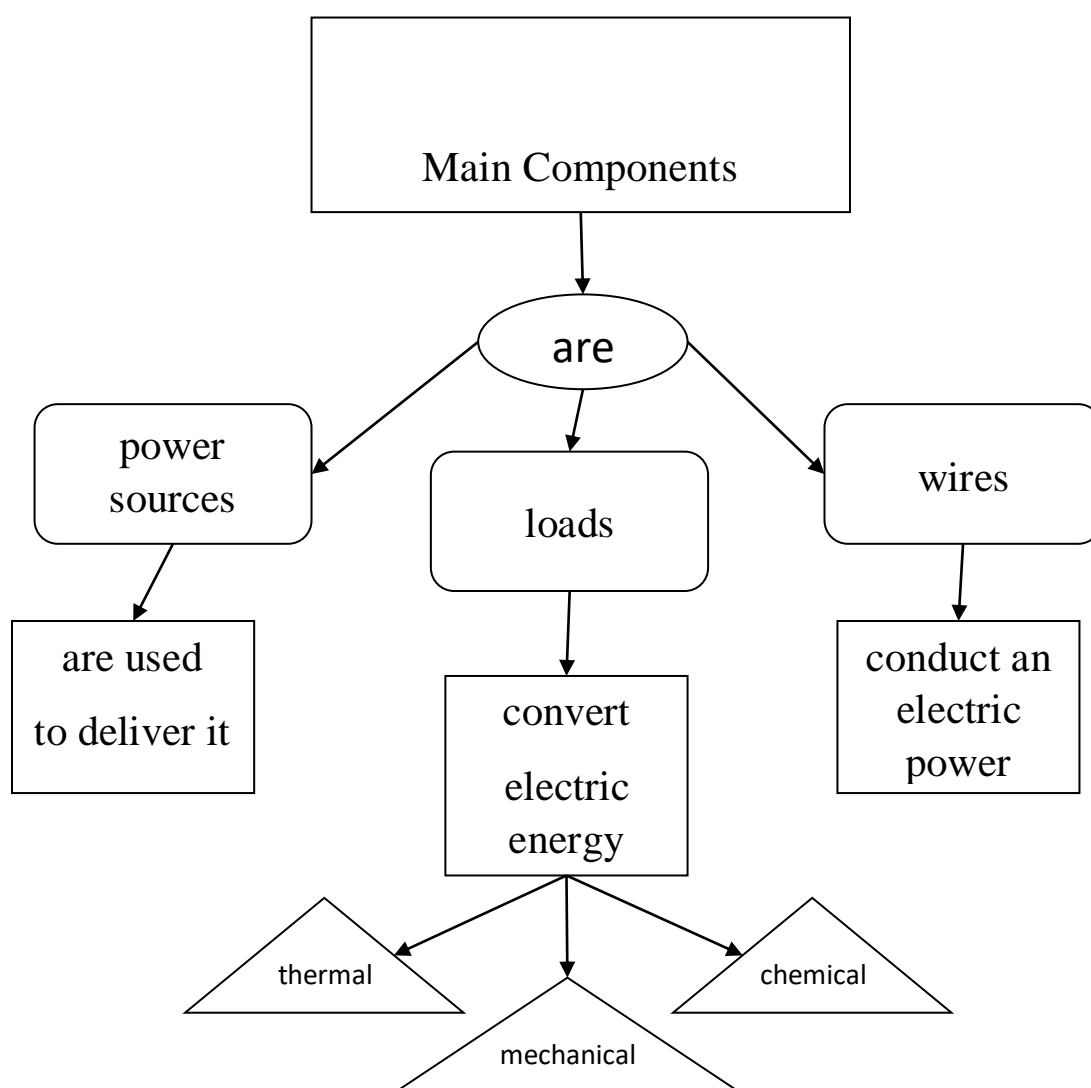 Main Components
are
power
sources
loads
wires
are used
to deliver it
convert
electric
energy
conduct an
electric
power
thermal
mechanical
chemical